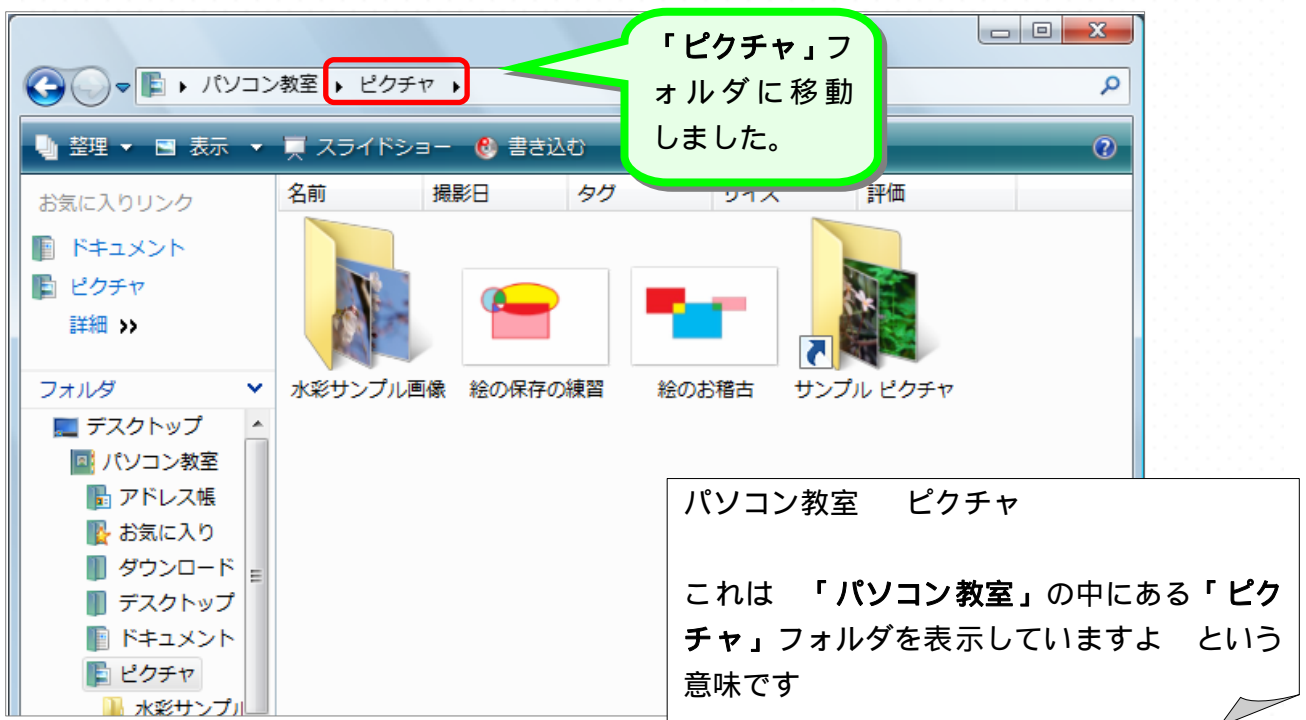 「ピクチャ」フ
ォルダに移動
しました。
パソコン教室 ピクチャ
整理 表示 スライドショー 書き込む
お気に入りリンク
ドキュメント
ピクチャ
詳細 ››
フォルダ
デスクトップ
パソコン教室
アドレス帳
お気に入り
ダウンロード
デスクトップ
ドキュメント
ピクチャ
水彩サンプル
名前 撮影日 タグ サイズ 評価
水彩サンプル画像 絵の保存の練習 絵のお稽古 サンプル ピクチャ
パソコン教室 ピクチャ
これは 「パソコン教室」の中にある「ピク
チャ」フォルダを表示していますよ という
意味です